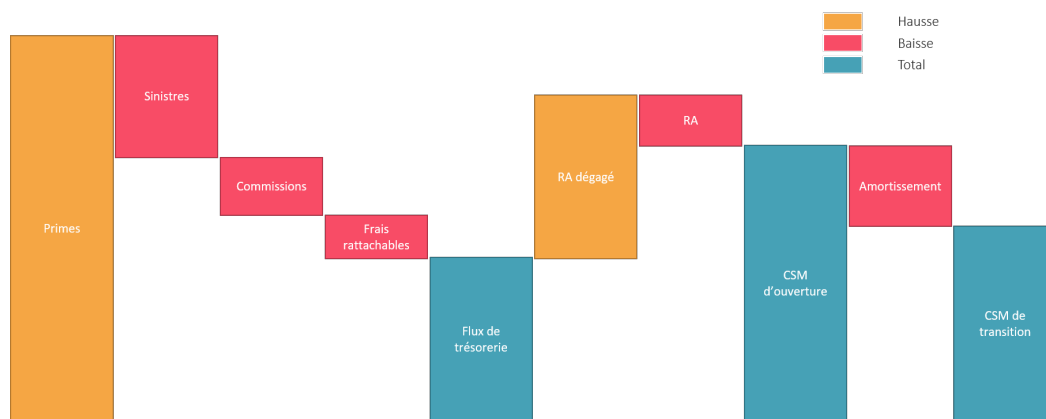 Hausse
Baisse
Total
Primes
Sinistres
Commissions
Frais
rattachables
Flux de
trésorerie
RA dégagé
RA
CSM
d'ouverture
Amortissement
CSM de
transition